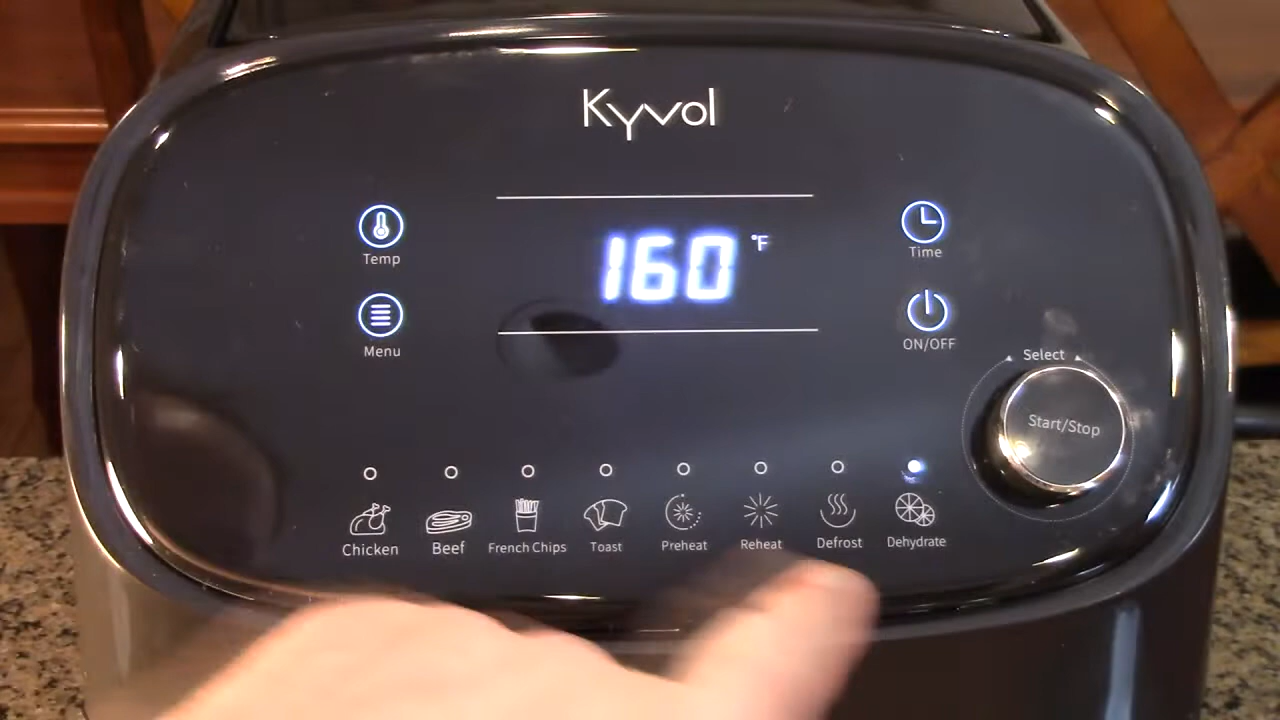 Kyvol
Temp
160 °F
Time
Menu
ON/OFF
Select
Start/Stop
Chicken
Beef
French Chips
Toast
Preheat
Reheat
Defrost
Dehydrate